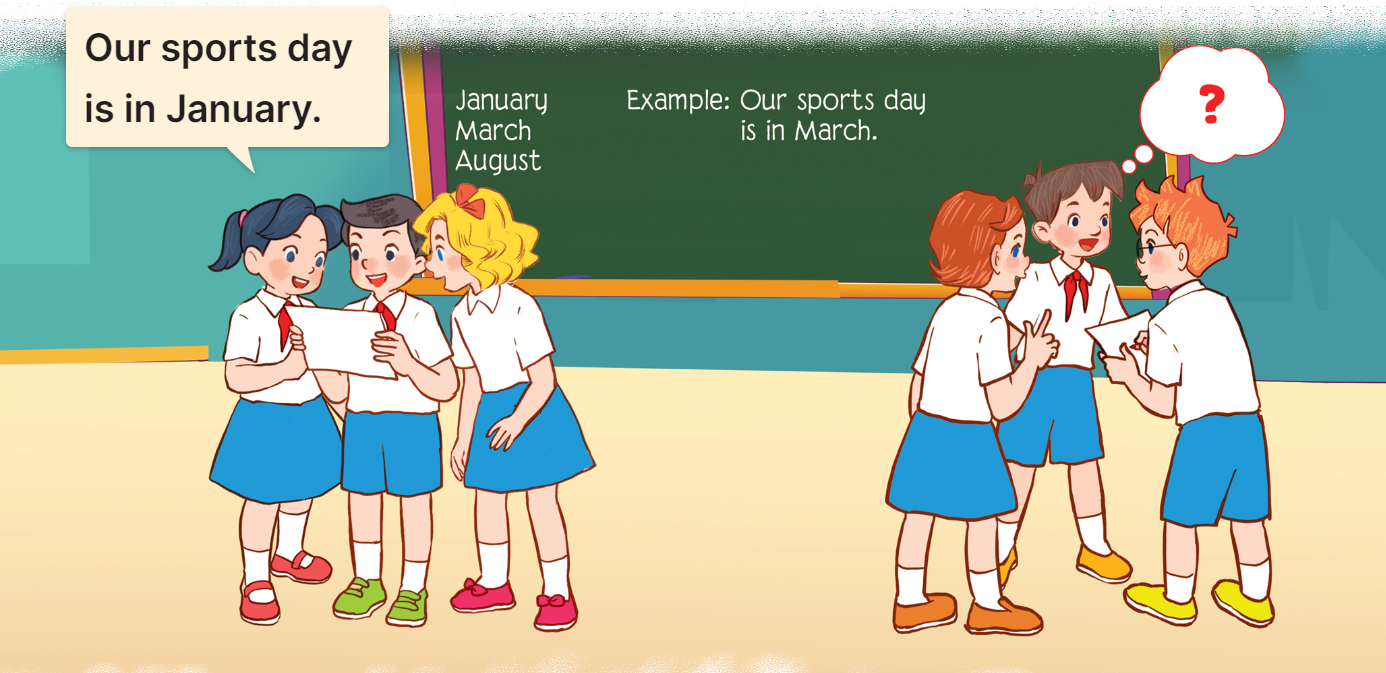 Our sports day
is in January.
January
March
August
Example: Our sports day
is in March.
?